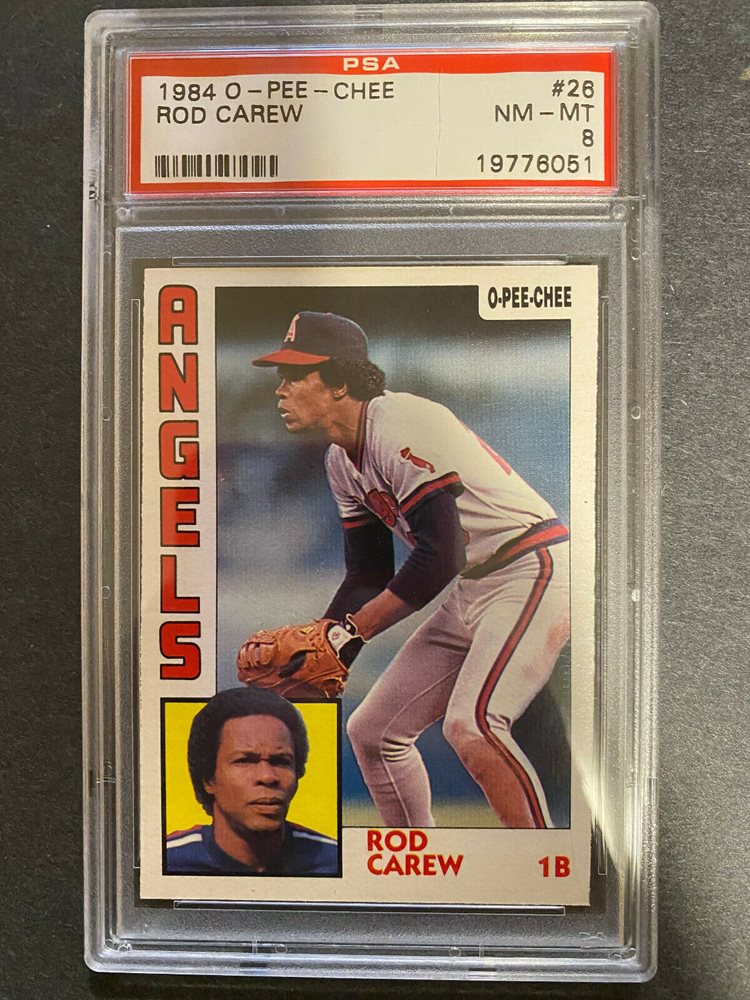 PSA
1984 O-PEE-CHEE #26
ROD CAREW NM-MT
8
19776051
O-PEE-CHEE
ANGELS
A
ROD
CAREW 1B